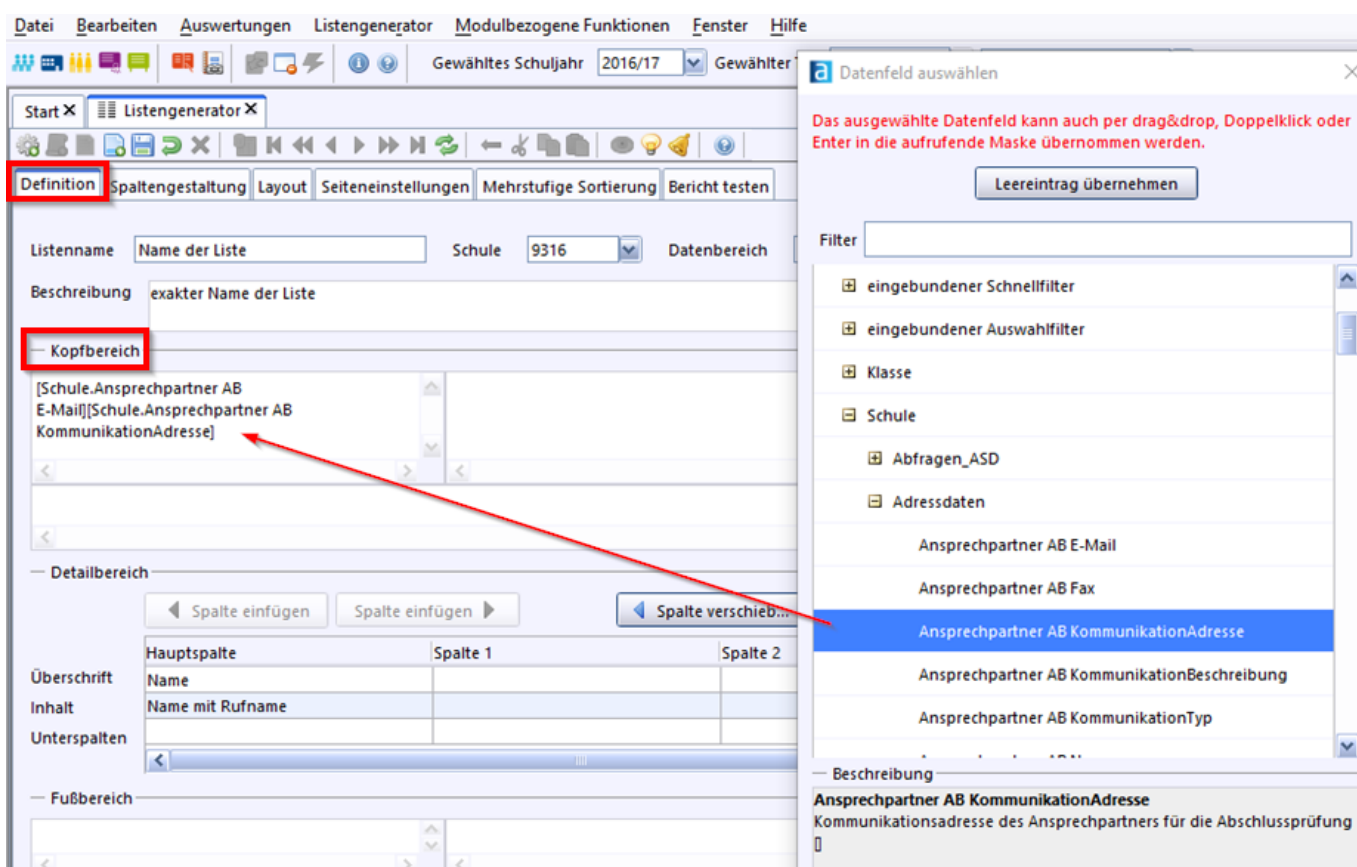 Datei Bearbeiten Auswertungen Listengenerator Modulbezogene Funktionen Fenster Hilfe
Gewähltes Schuljahr 2016/17 Gewählter
Start Listengenerator
Definition Spaltengestaltung Layout Seiteneinstellungen Mehrstufige Sortierung Bericht testen
Listenname Name der Liste Schule 9316 Datenbereich
Beschreibung exakter Name der Liste
Kopfbereich
[Schule.Ansprechpartner AB
E-Mail][Schule.Ansprechpartner AB
KommunikationAdresse]
Detailbereich
Spalte einfügen Spalte einfügen Spalte verschieb...
Hauptspalte Spalte 1 Spalte 2
Überschrift Name
Inhalt Name mit Rufname
Unterspalten
Fußbereich
a Datenfeld auswählen
Das ausgewählte Datenfeld kann auch per drag&drop, Doppelklick oder
Enter in die aufrufende Maske übernommen werden.
Leereintrag übernehmen
Filter
eingebundener Schnellfilter
eingebundener Auswahlfilter
Klasse
Schule
Abfragen_ASD
Adressdaten
Ansprechpartner AB E-Mail
Ansprechpartner AB Fax
Ansprechpartner AB KommunikationAdresse
Ansprechpartner AB KommunikationBeschreibung
Ansprechpartner AB KommunikationTyp
Beschreibung
Ansprechpartner AB KommunikationAdresse
Kommunikationsadresse des Ansprechpartners für die Abschlussprüfung
[]